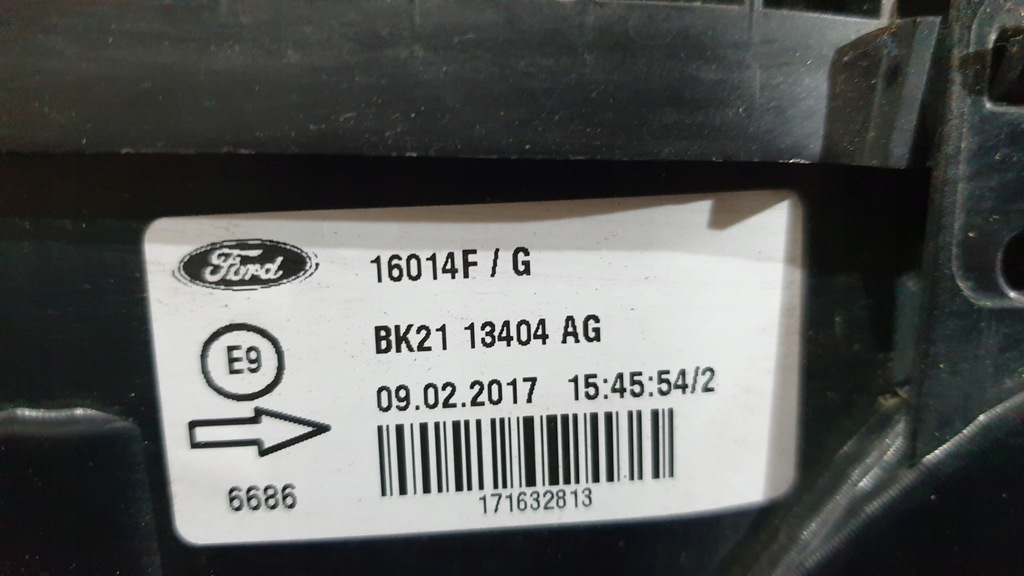 Ford
16014F / G
BK21 13404 AG
E9
09.02.2017 15:45:54/2
6686
171632813